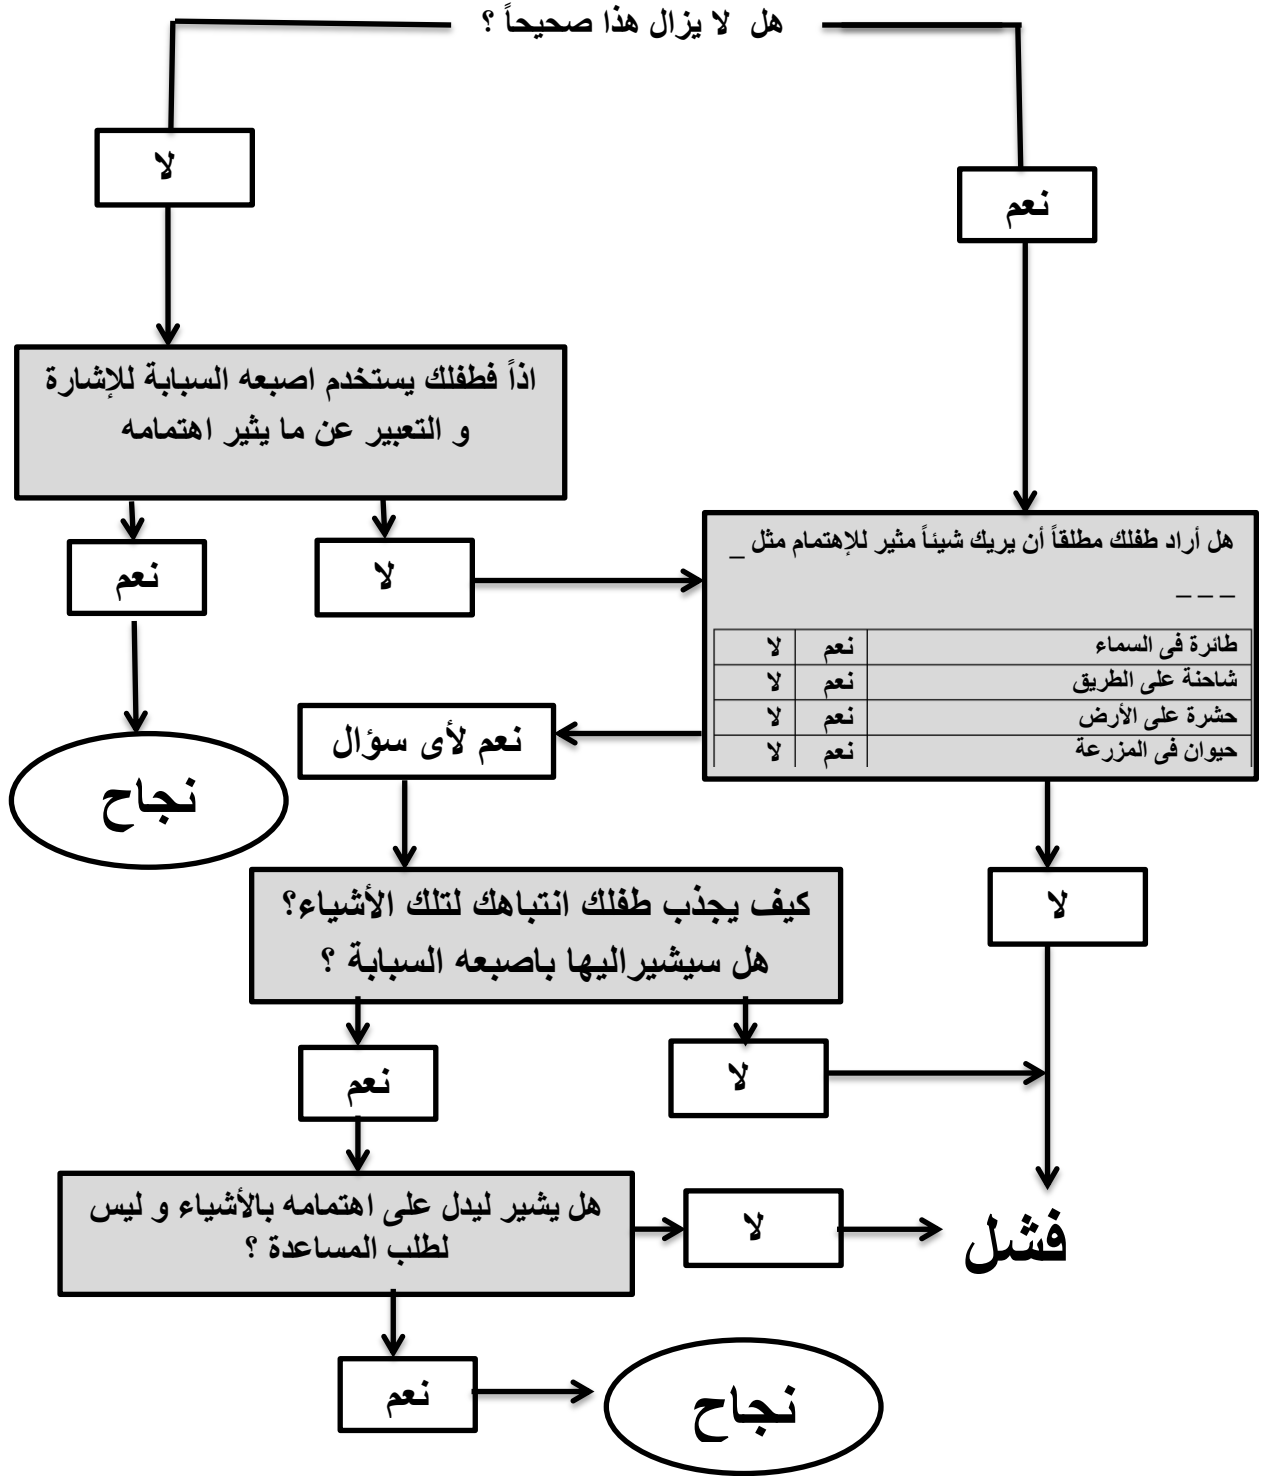 هل لا يزال هذا صحيحاً ؟
لا
نعم
اذاً فطفلك يستخدم اصبعه السبابة للإشارة
و التعبير عن ما يثير اهتمامه
نعم
لا
هل أراد طفلك مطلقاً أن يريك شيئاً مثير للإهتمام مثل _
_ _ _
طائرة فى السماء نعم لا
شاحنة على الطريق نعم لا
حشرة على الأرض نعم لا
حيوان فى المزرعة نعم لا
نعم لأى سؤال
نجاح
كيف يجذب طفلك انتباهك لتلك الأشياء؟
هل سيشيراليها باصبعه السبابة ؟
لا
نعم
لا
هل يشير ليدل على اهتمامه بالأشياء و ليس
لطلب المساعدة ؟
لا
فشل
نعم
نجاح